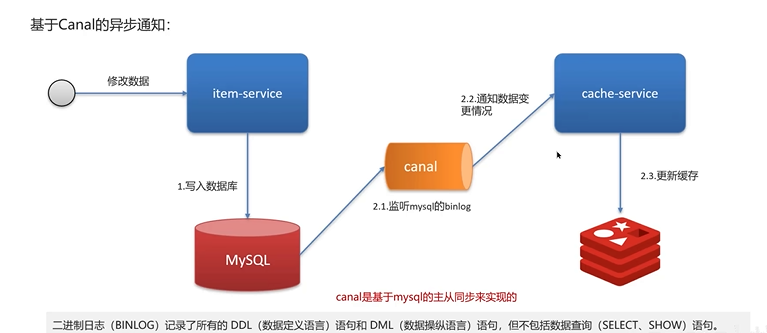 基于Canal的异步通知：
修改数据
item-service
2.2.通知数据变
更情况
cache-service
canal
1.写入数据库
2.1.监听mysql的binlog
2.3.更新缓存
MySQL
canal是基于mysql的主从同步来实现的
二进制日志（BINLOG）记录了所有的 DDL（数据定义语言）语句和 DML（数据操纵语言）语句，但不包括数据查询（SELECT、SHOW）语句。